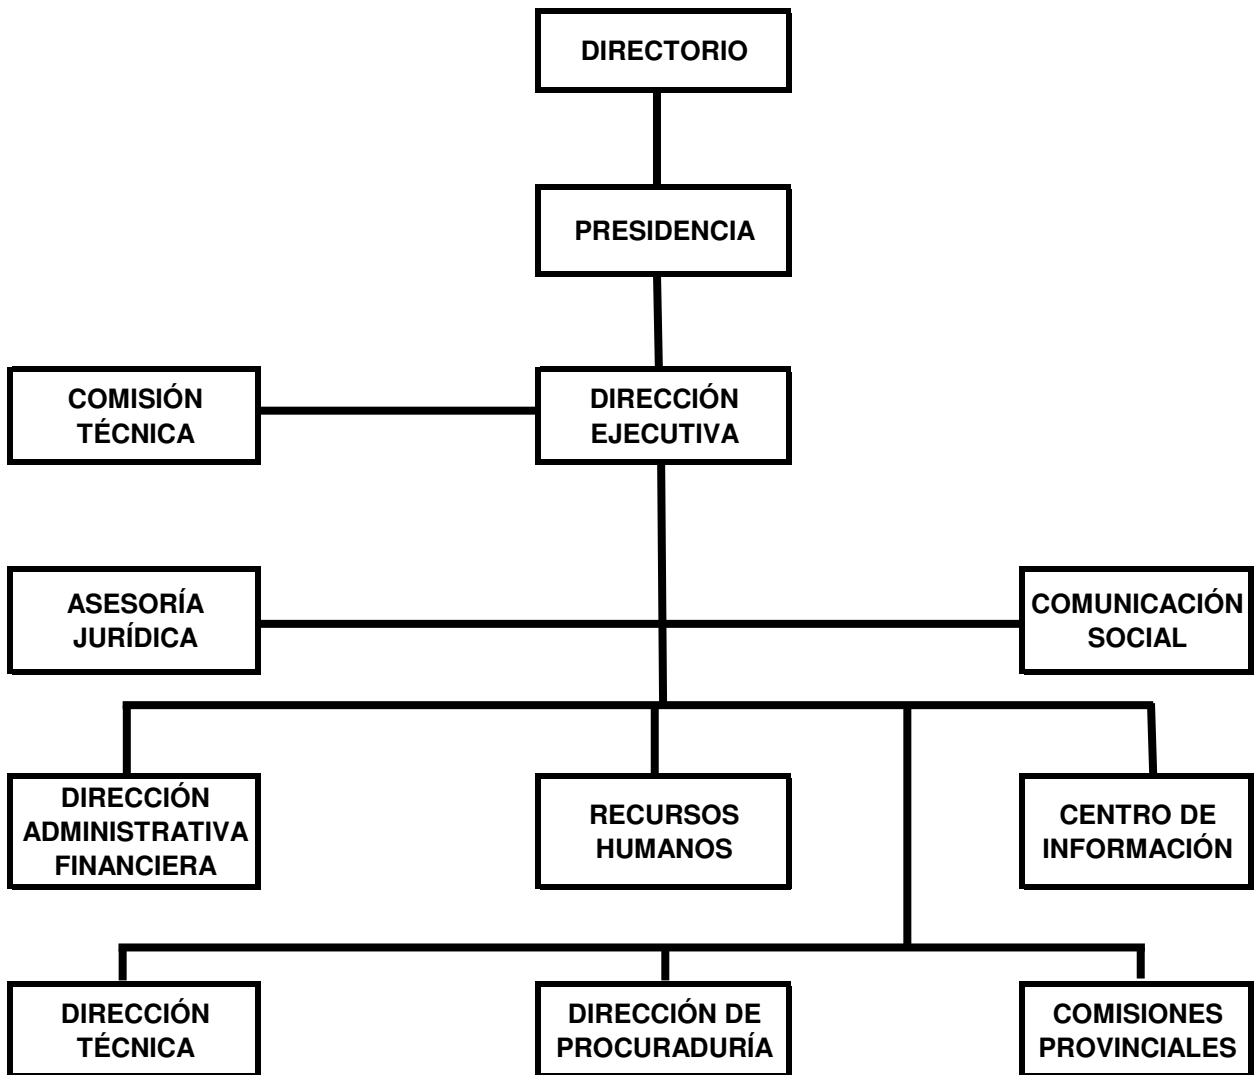 DIRECTORIO
PRESIDENCIA
COMISIÓN
TÉCNICA
DIRECCIÓN
EJECUTIVA
ASESORÍA
JURÍDICA
COMUNICACIÓN
SOCIAL
DIRECCIÓN
ADMINISTRATIVA
FINANCIERA
RECURSOS
HUMANOS
CENTRO DE
INFORMACIÓN
DIRECCIÓN
TÉCNICA
DIRECCIÓN DE
PROCURADURÍA
COMISIONES
PROVINCIALES